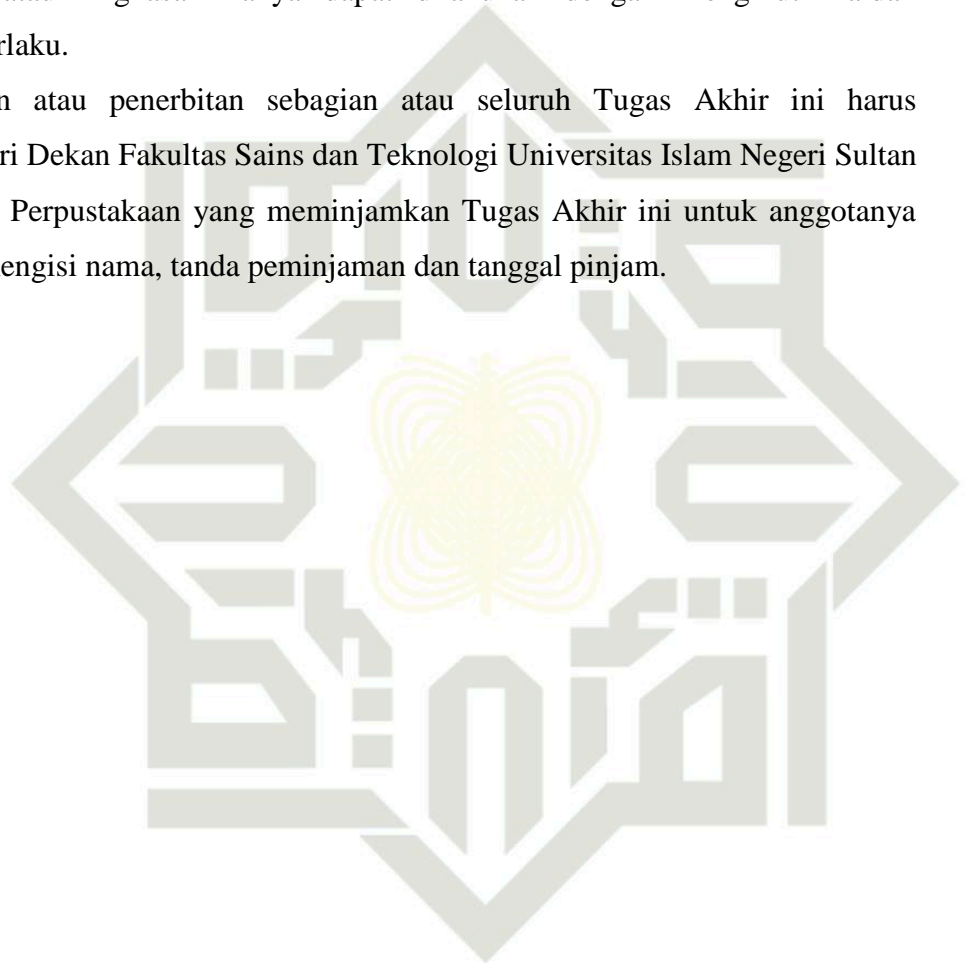 rlaku.
n atau penerbitan sebagian atau seluruh Tugas Akhir ini harus
ri Dekan Fakultas Sains dan Teknologi Universitas Islam Negeri Sultan
Perpustakaan yang meminjamkan Tugas Akhir ini untuk anggotanya
engisi nama, tanda peminjaman dan tanggal pinjam.